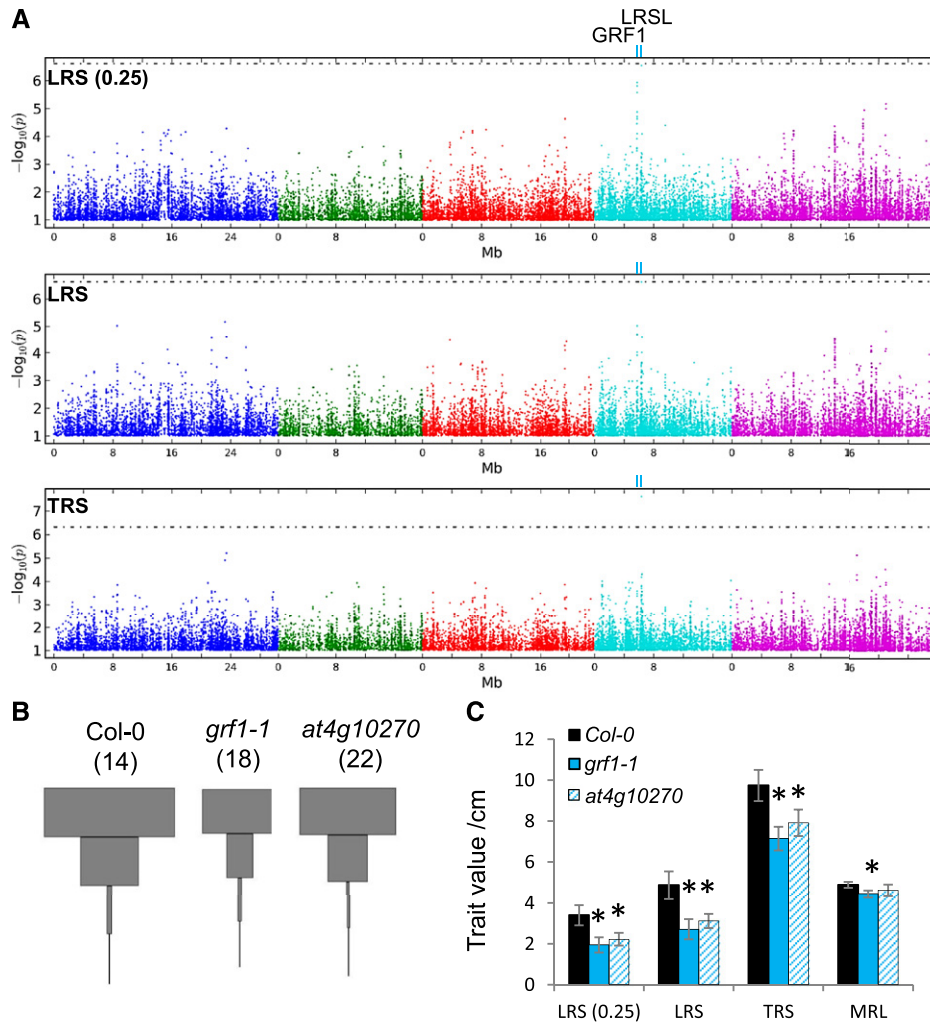 A
LRSL
GRF1
LRS (0.25)
−log₁₀(p)
6
5
4
3
2
1
0 8 16 24 0 8 0 8 16 0 8 0 8 16
Mb
LRS
−log₁₀(p)
6
5
4
3
2
1
0 8 16 24 0 8 0 8 16 0 8 0 8 16
Mb
TRS
−log₁₀(p)
7
6
5
4
3
2
1
0 8 16 24 0 8 0 8 16 0 8 0 8 16
Mb
B
Col-0 grf1-1 at4g10270
(14) (18) (22)
C
Trait value /cm
12
10
8
6
4
2
0
Col-0
grf1-1
at4g10270
* * ** * * *
LRS (0.25) LRS TRS MRL